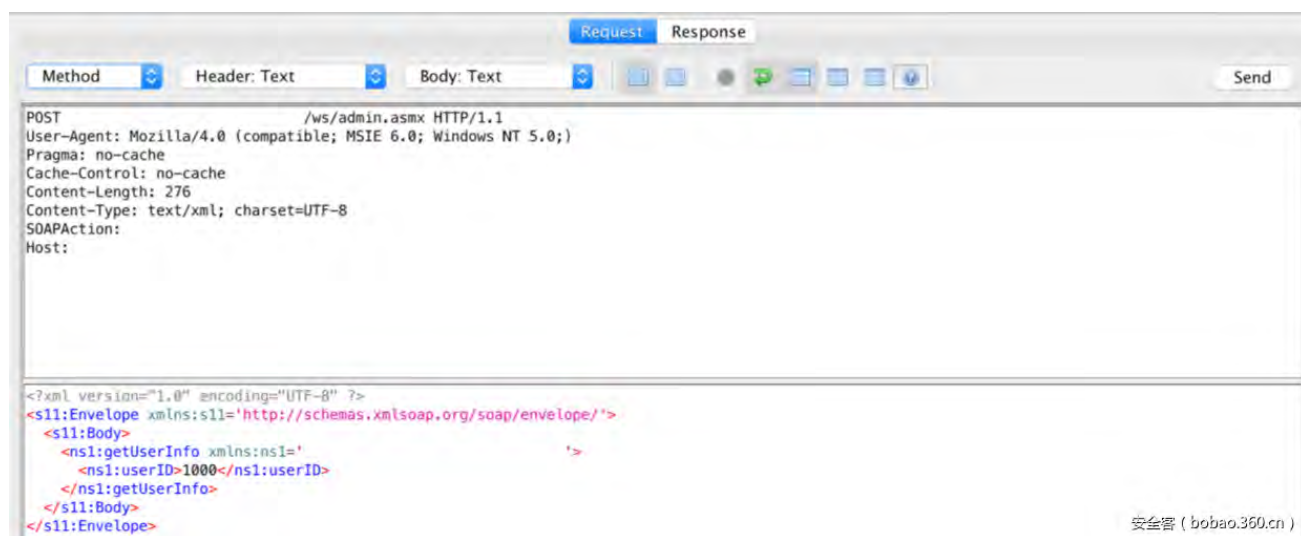 Request Response
Method Header: Text Body: Text Send
POST /ws/admin.asmx HTTP/1.1
User-Agent: Mozilla/4.0 (compatible; MSIE 6.0; Windows NT 5.0;)
Pragma: no-cache
Cache-Control: no-cache
Content-Length: 276
Content-Type: text/xml; charset=UTF-8
SOAPAction:
Host:
<?xml version="1.0" encoding="UTF-8" ?>
<s11:Envelope xmlns:s11='http://schemas.xmlsoap.org/soap/envelope/'>
<s11:Body>
<ns1:getUserInfo xmlns:ns1=' '>
<ns1:userID>1000</ns1:userID>
</ns1:getUserInfo>
</s11:Body>
</s11:Envelope>
安全客 ( bobao.360.cn )